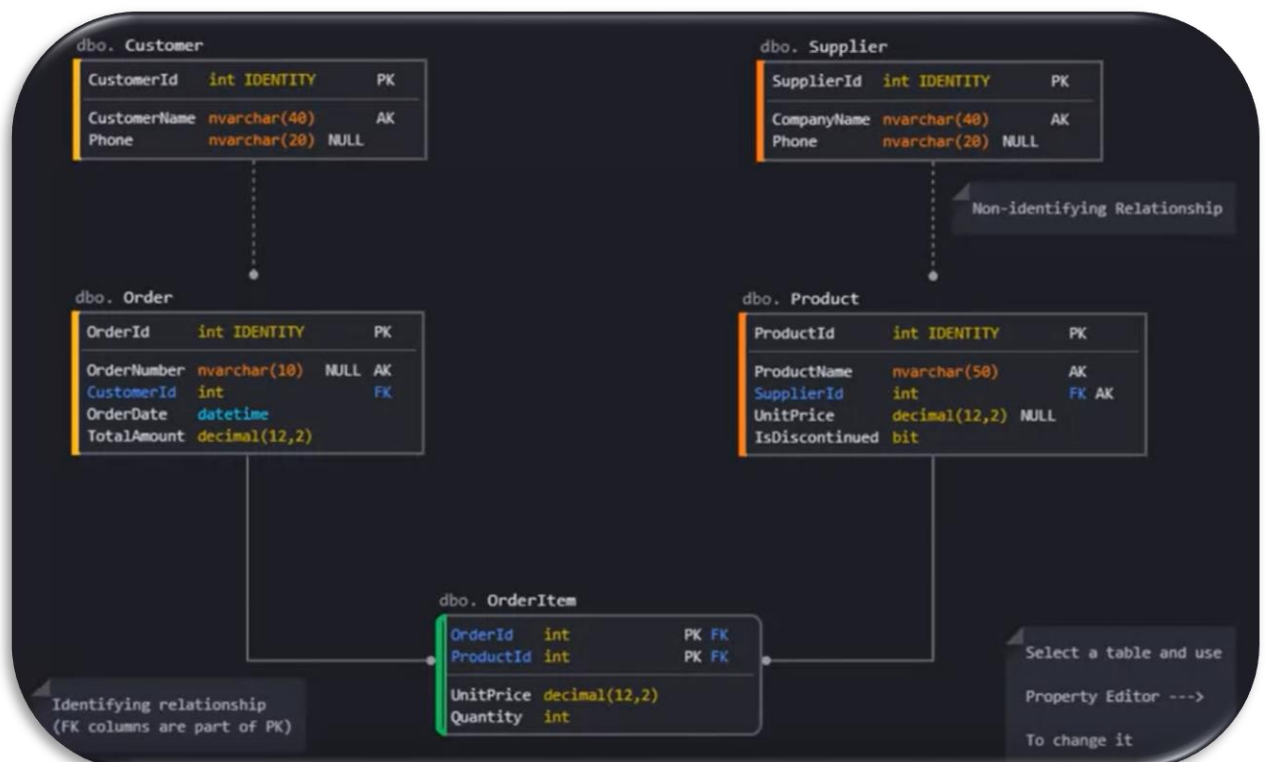 dbo. Customer
CustomerId int IDENTITY PK
CustomerName nvarchar(40) AK
Phone nvarchar(20) NULL
dbo. Supplier
SupplierId int IDENTITY PK
CompanyName nvarchar(40) AK
Phone nvarchar(20) NULL
Non-identifying Relationship
dbo. Order
OrderId int IDENTITY PK
OrderNumber nvarchar(10) NULL AK
CustomerId int FK
OrderDate datetime
TotalAmount decimal(12,2)
dbo. Product
ProductId int IDENTITY PK
ProductName nvarchar(50) AK
SupplierId int FK AK
UnitPrice decimal(12,2) NULL
IsDiscontinued bit
dbo. OrderItem
OrderId int PK FK
ProductId int PK FK
UnitPrice decimal(12,2)
Quantity int
Identifying relationship
(FK columns are part of PK)
Select a table and use
Property Editor --->
To change it